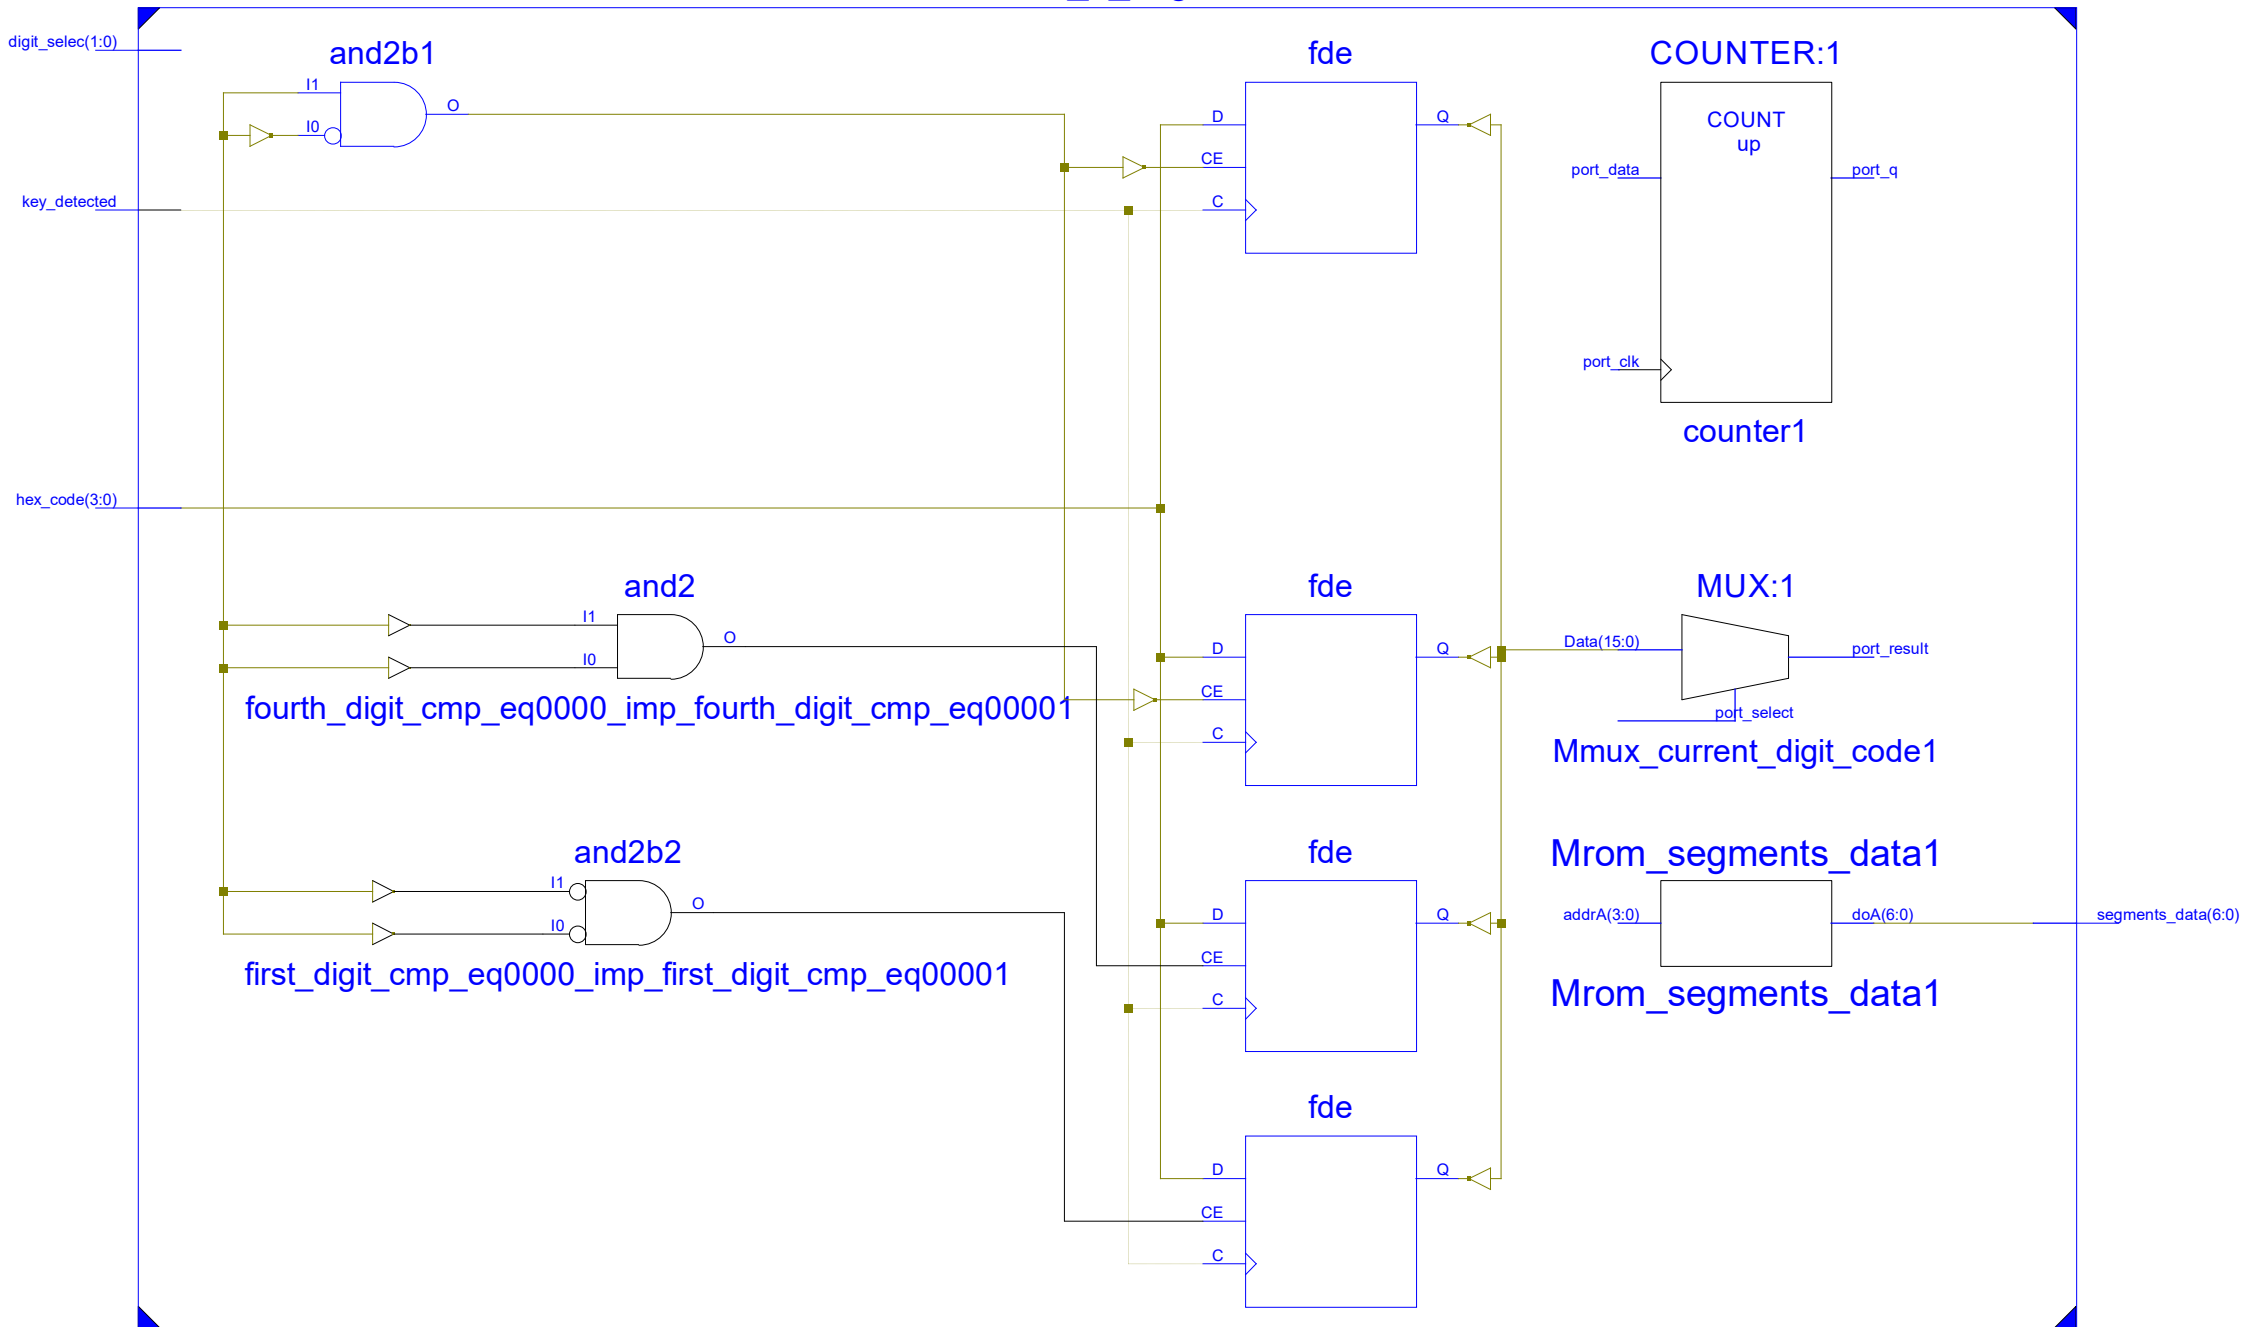 digit_selec(1:0)
and2b1
fde
COUNTER:1
I1
O
I0
D
Q
COUNT
up
CE
port_data
port_q
key_detected
C
port_clk
counter1
hex_code(3:0)
and2
fde
MUX:1
I1
O
I0
D
Q
Data(15:0)
port_result
CE
fourth_digit_cmp_eq0000_imp_fourth_digit_cmp_eq00001
port_select
C
Mmux_current_digit_code1
and2b2
fde
Mrom_segments_data1
I1
O
I0
D
Q
addrA(3:0)
doA(6:0)
segments_data(6:0)
CE
first_digit_cmp_eq0000_imp_first_digit_cmp_eq00001
C
Mrom_segments_data1
fde
D
Q
CE
C